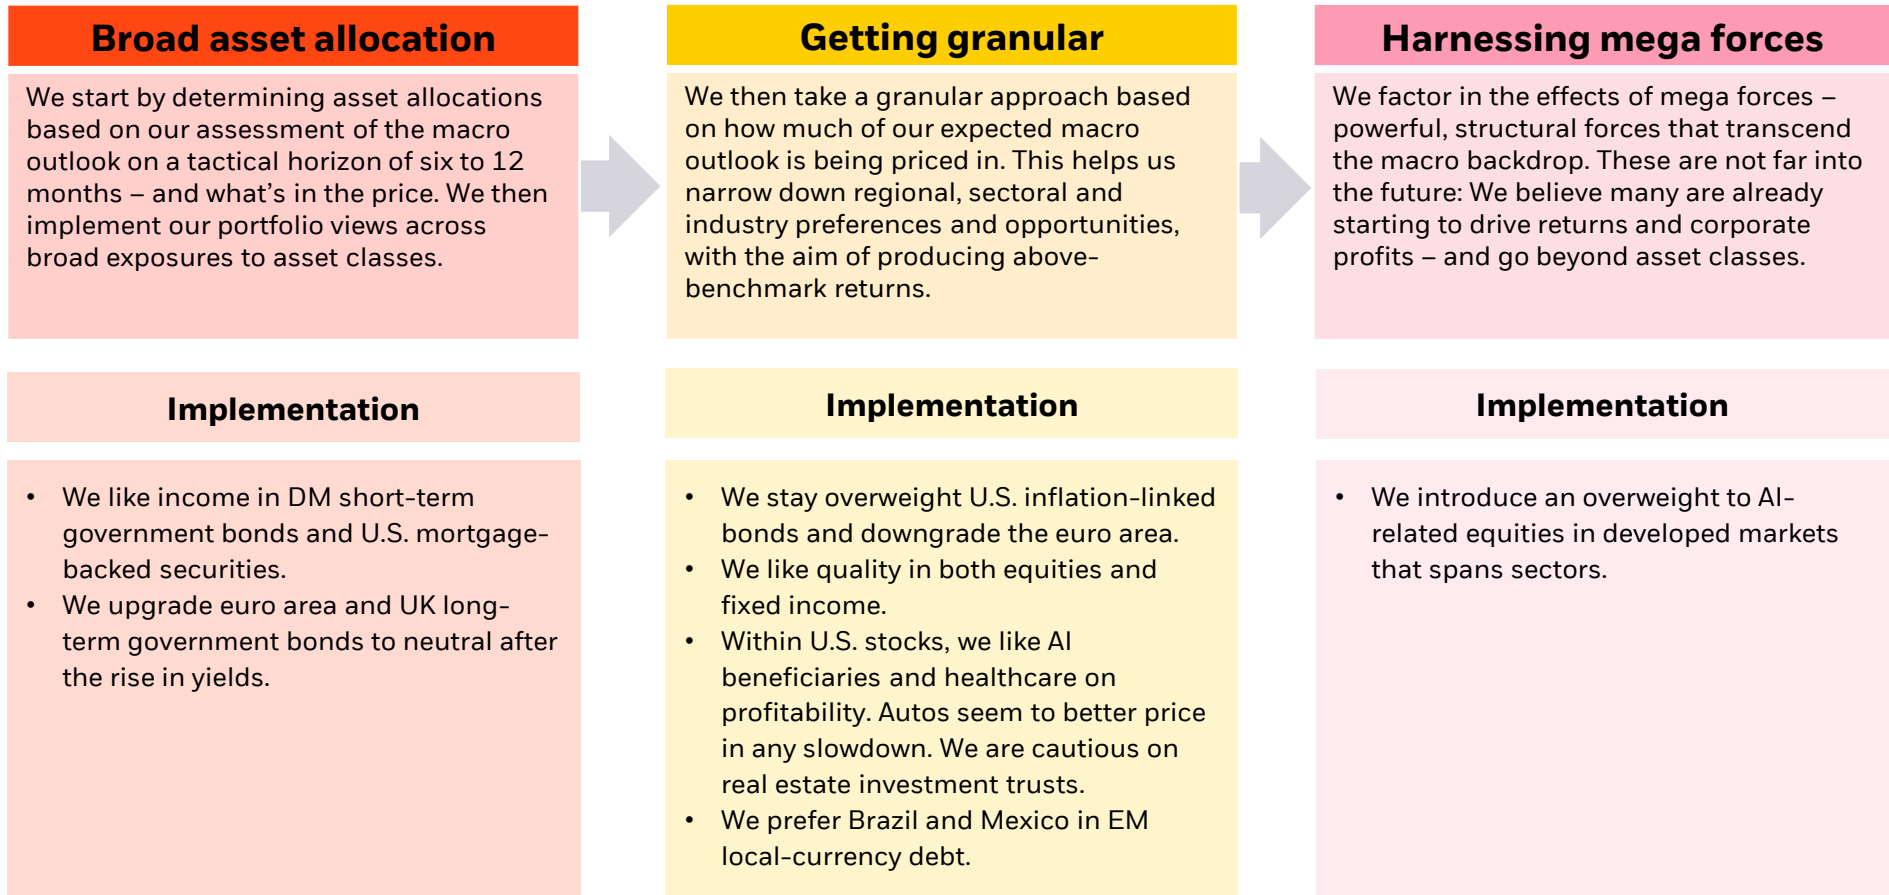 Broad asset allocation
We start by determining asset allocations
based on our assessment of the macro
outlook on a tactical horizon of six to 12
months – and what's in the price. We then
implement our portfolio views across
broad exposures to asset classes.
Implementation
• We like income in DM short-term
government bonds and U.S. mortgage-
backed securities.
• We upgrade euro area and UK long-
term government bonds to neutral after
the rise in yields.
Getting granular
We then take a granular approach based
on how much of our expected macro
outlook is being priced in. This helps us
narrow down regional, sectoral and
industry preferences and opportunities,
with the aim of producing above-
benchmark returns.
Implementation
• We stay overweight U.S. inflation-linked
bonds and downgrade the euro area.
• We like quality in both equities and
fixed income.
• Within U.S. stocks, we like AI
beneficiaries and healthcare on
profitability. Autos seem to better price
in any slowdown. We are cautious on
real estate investment trusts.
• We prefer Brazil and Mexico in EM
local-currency debt.
Harnessing mega forces
We factor in the effects of mega forces –
powerful, structural forces that transcend
the macro backdrop. These are not far into
the future: We believe many are already
starting to drive returns and corporate
profits – and go beyond asset classes.
Implementation
• We introduce an overweight to AI-
related equities in developed markets
that spans sectors.